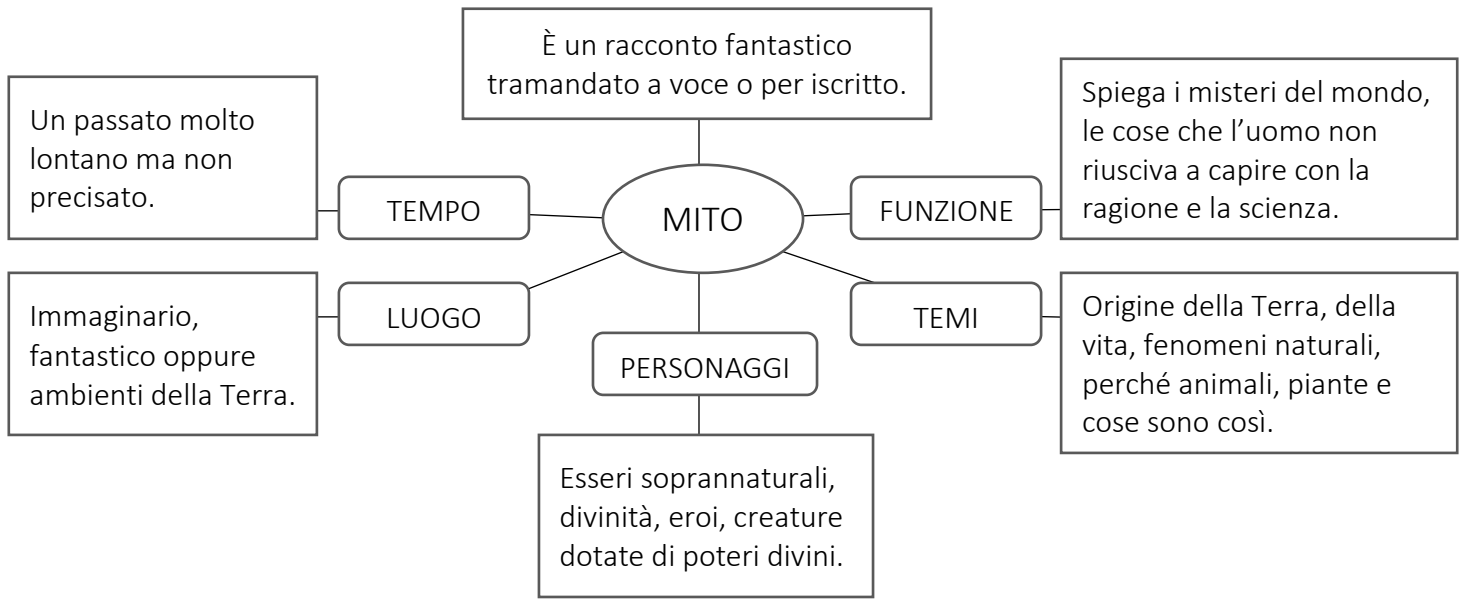 È un racconto fantastico
tramandato a voce o per iscritto.
Un passato molto
lontano ma non
precisato.
TEMPO
MITO
FUNZIONE
Spiega i misteri del mondo,
le cose che l’uomo non
riusciva a capire con la
ragione e la scienza.
Immaginario,
fantastico oppure
ambienti della Terra.
LUOGO
PERSONAGGI
Esseri soprannaturali,
divinità, eroi, creature
dotate di poteri divini.
TEMI
Origine della Terra, della
vita, fenomeni naturali,
perché animali, piante e
cose sono così.